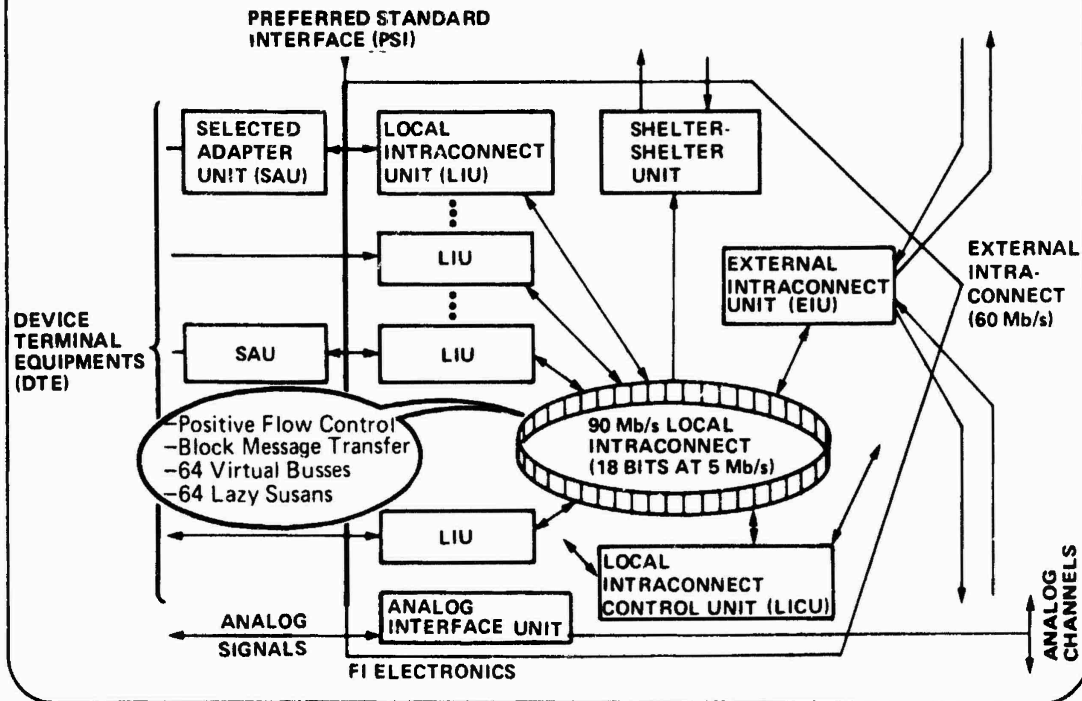 PREFERRED STANDARD
INTERFACE (PSI)
SELECTED
ADAPTER
UNIT (SAU)
LOCAL
INTRACONNECT
UNIT (LIU)
SHELTER-
SHELTER
UNIT
LIU
EXTERNAL
INTRACONNECT
UNIT (EIU)
EXTERNAL
INTRA-
CONNECT
(60 Mb/s)
DEVICE
TERMINAL
EQUIPMENTS
(DTE)
SAU
LIU
–Positive Flow Control
–Block Message Transfer
–64 Virtual Busses
–64 Lazy Susans
90 Mb/s LOCAL
INTRACONNECT
(18 BITS AT 5 Mb/s)
LIU
LOCAL
INTRACONNECT
CONTROL UNIT (LICU)
ANALOG
SIGNALS
ANALOG
INTERFACE UNIT
ANALOG
CHANNELS
FI ELECTRONICS